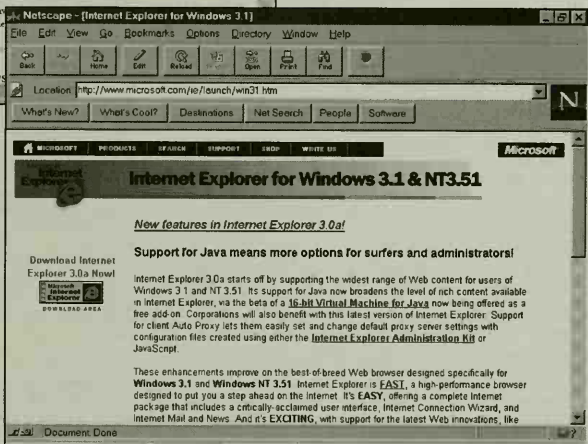 Netscape - [Internet Explorer for Windows 3.1]
File Edit View Go Bookmarks Options Directory Window Help
Back Home Edit Reload Open Print Find
Location: http://www.microsoft.com/ie/launch/win31.htm
N
What's New? What's Cool? Destinations Net Search People Software
MICROSOFT PRODUCTS SEARCH SUPPORT SHOP WRITE US
Microsoft
Internet Explorer
Internet Explorer for Windows 3.1 & NT3.51
New features in Internet Explorer 3.0a!
Support for Java means more options for surfers and administrators!
Download Internet
Explorer 3.0a Now!
Microsoft
Internet
Explorer
DOWNLOAD AREA
Internet Explorer 3.0a starts off by supporting the widest range of Web content for users of
Windows 3.1 and NT 3.51. Its support for Java now broadens the level of rich content available
in Internet Explorer, via the beta of a 16-bit Virtual Machine for Java now being offered as a
free add-on. Corporations will also benefit with this latest version of Internet Explorer. Support
for client Auto Proxy lets them easily set and change default proxy server settings with
configuration files created using either the Internet Explorer Administration Kit or
JavaScript.
These enhancements improve on the best-of-breed Web browser designed specifically for
Windows 3.1 and Windows NT 3.51. Internet Explorer is FAST, a high-performance browser
designed to put you a step ahead on the Internet. It's EASY, offering a complete Internet
package that includes a critically-acclaimed user interface, Internet Connection Wizard, and
Internet Mail and News. And it's EXCITING, with support for the latest Web innovations, like
Document Done